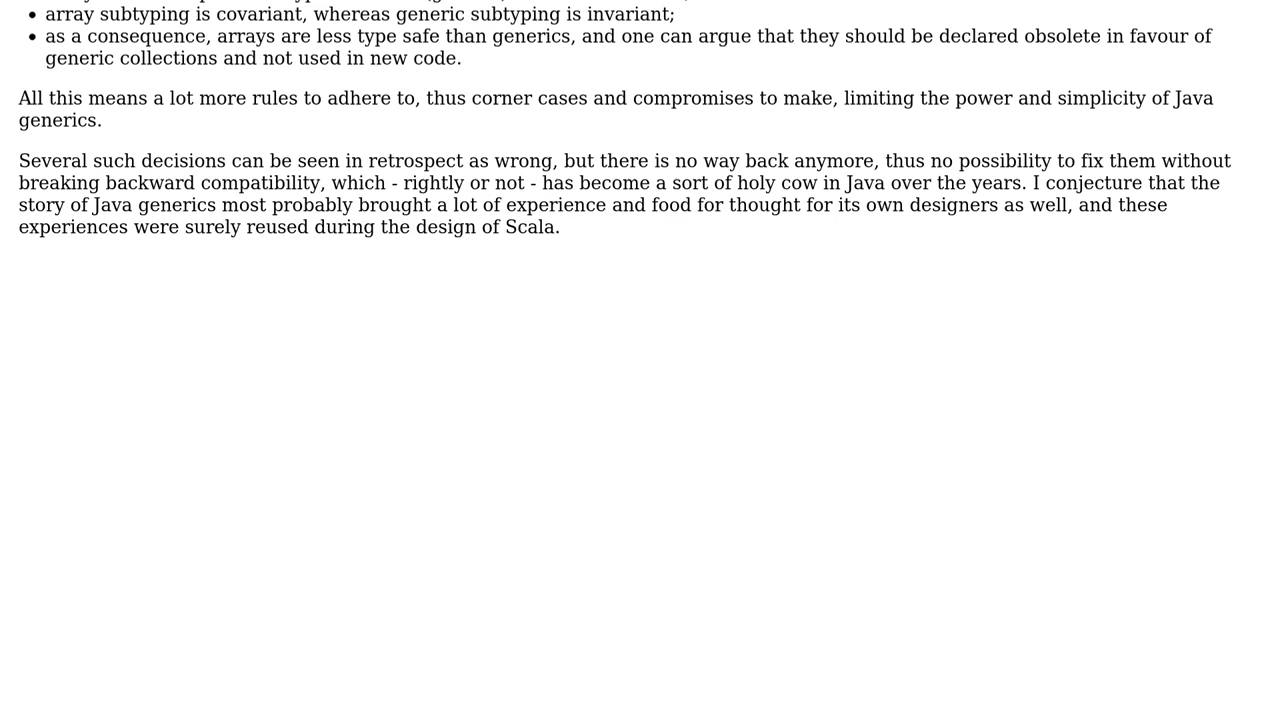 • array subtyping is covariant, whereas generic subtyping is invariant;
• as a consequence, arrays are less type safe than generics, and one can argue that they should be declared obsolete in favour of
generic collections and not used in new code.
All this means a lot more rules to adhere to, thus corner cases and compromises to make, limiting the power and simplicity of Java
generics.
Several such decisions can be seen in retrospect as wrong, but there is no way back anymore, thus no possibility to fix them without
breaking backward compatibility, which - rightly or not - has become a sort of holy cow in Java over the years. I conjecture that the
story of Java generics most probably brought a lot of experience and food for thought for its own designers as well, and these
experiences were surely reused during the design of Scala.